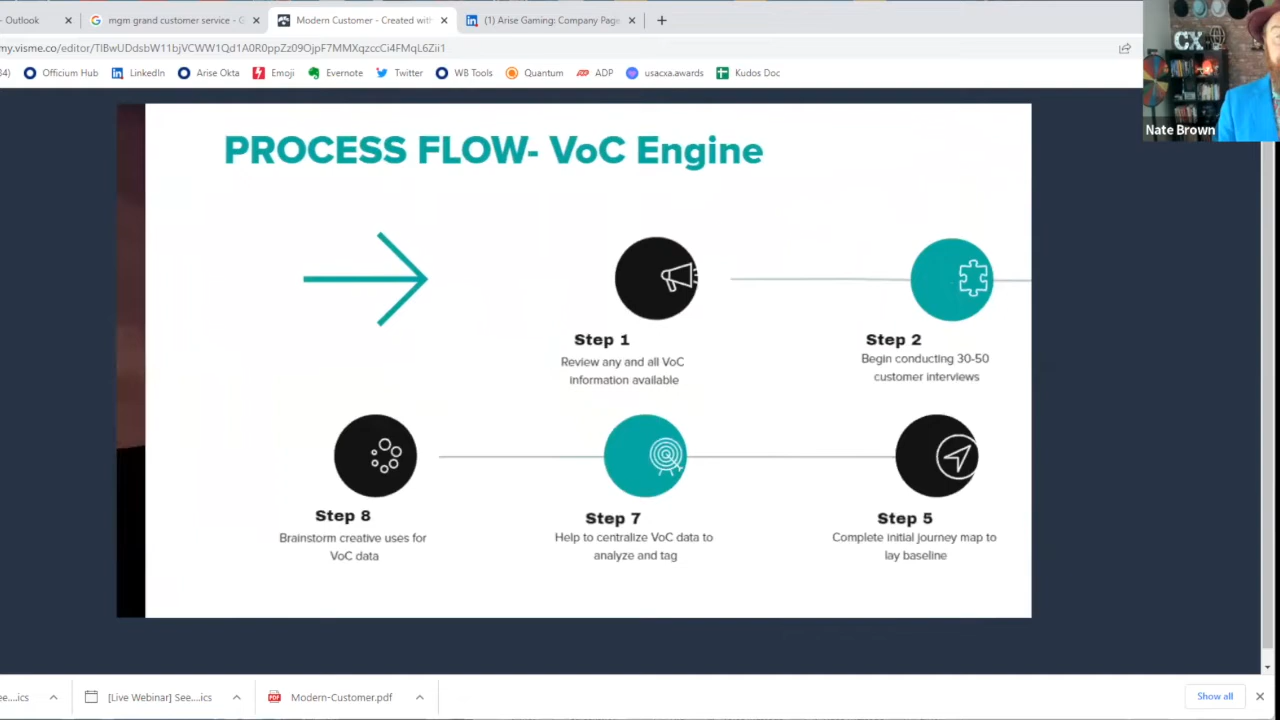 - Outlook
mgm grand customer service - G
Modern Customer - Created with
(1) Arise Gaming: Company Page
my.visme.co/editor/TlBwUDdsbW11bjVCWW1Qd1A0R0ppZz09OjpF7MMXqzccCi4FMqL6Zii1
34)
Officium Hub
LinkedIn
Arise Okta
Emoji
Evernote
Twitter
WB Tools
Quantum
ADP
usacxa.awards
Kudos Doc
CX
Nate Brown
PROCESS FLOW- VoC Engine
Step 1
Review any and all VoC
information available
Step 2
Begin conducting 30-50
customer interviews
Step 8
Brainstorm creative uses for
VoC data
Step 7
Help to centralize VoC data to
analyze and tag
Step 5
Complete initial journey map to
lay baseline
ee....ics
[Live Webinar] See....ics
Modern-Customer.pdf
Show all